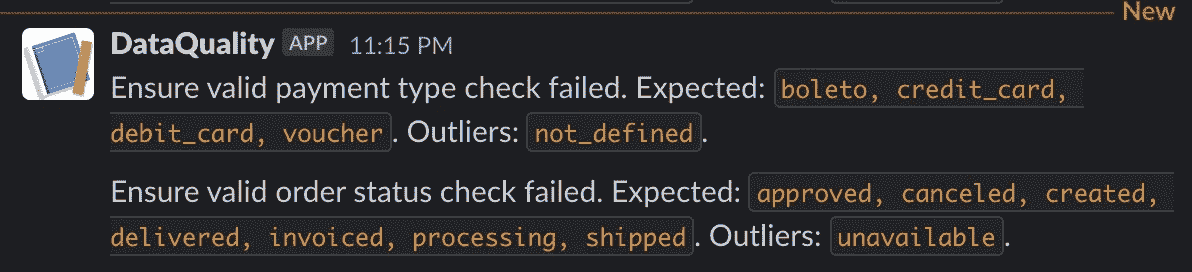 New
DataQuality APP 11:15 PM
Ensure valid payment type check failed. Expected: boleto, credit_card,
debit_card, voucher. Outliers: not_defined.
Ensure valid order status check failed. Expected: approved, canceled, created,
delivered, invoiced, processing, shipped. Outliers: unavailable.